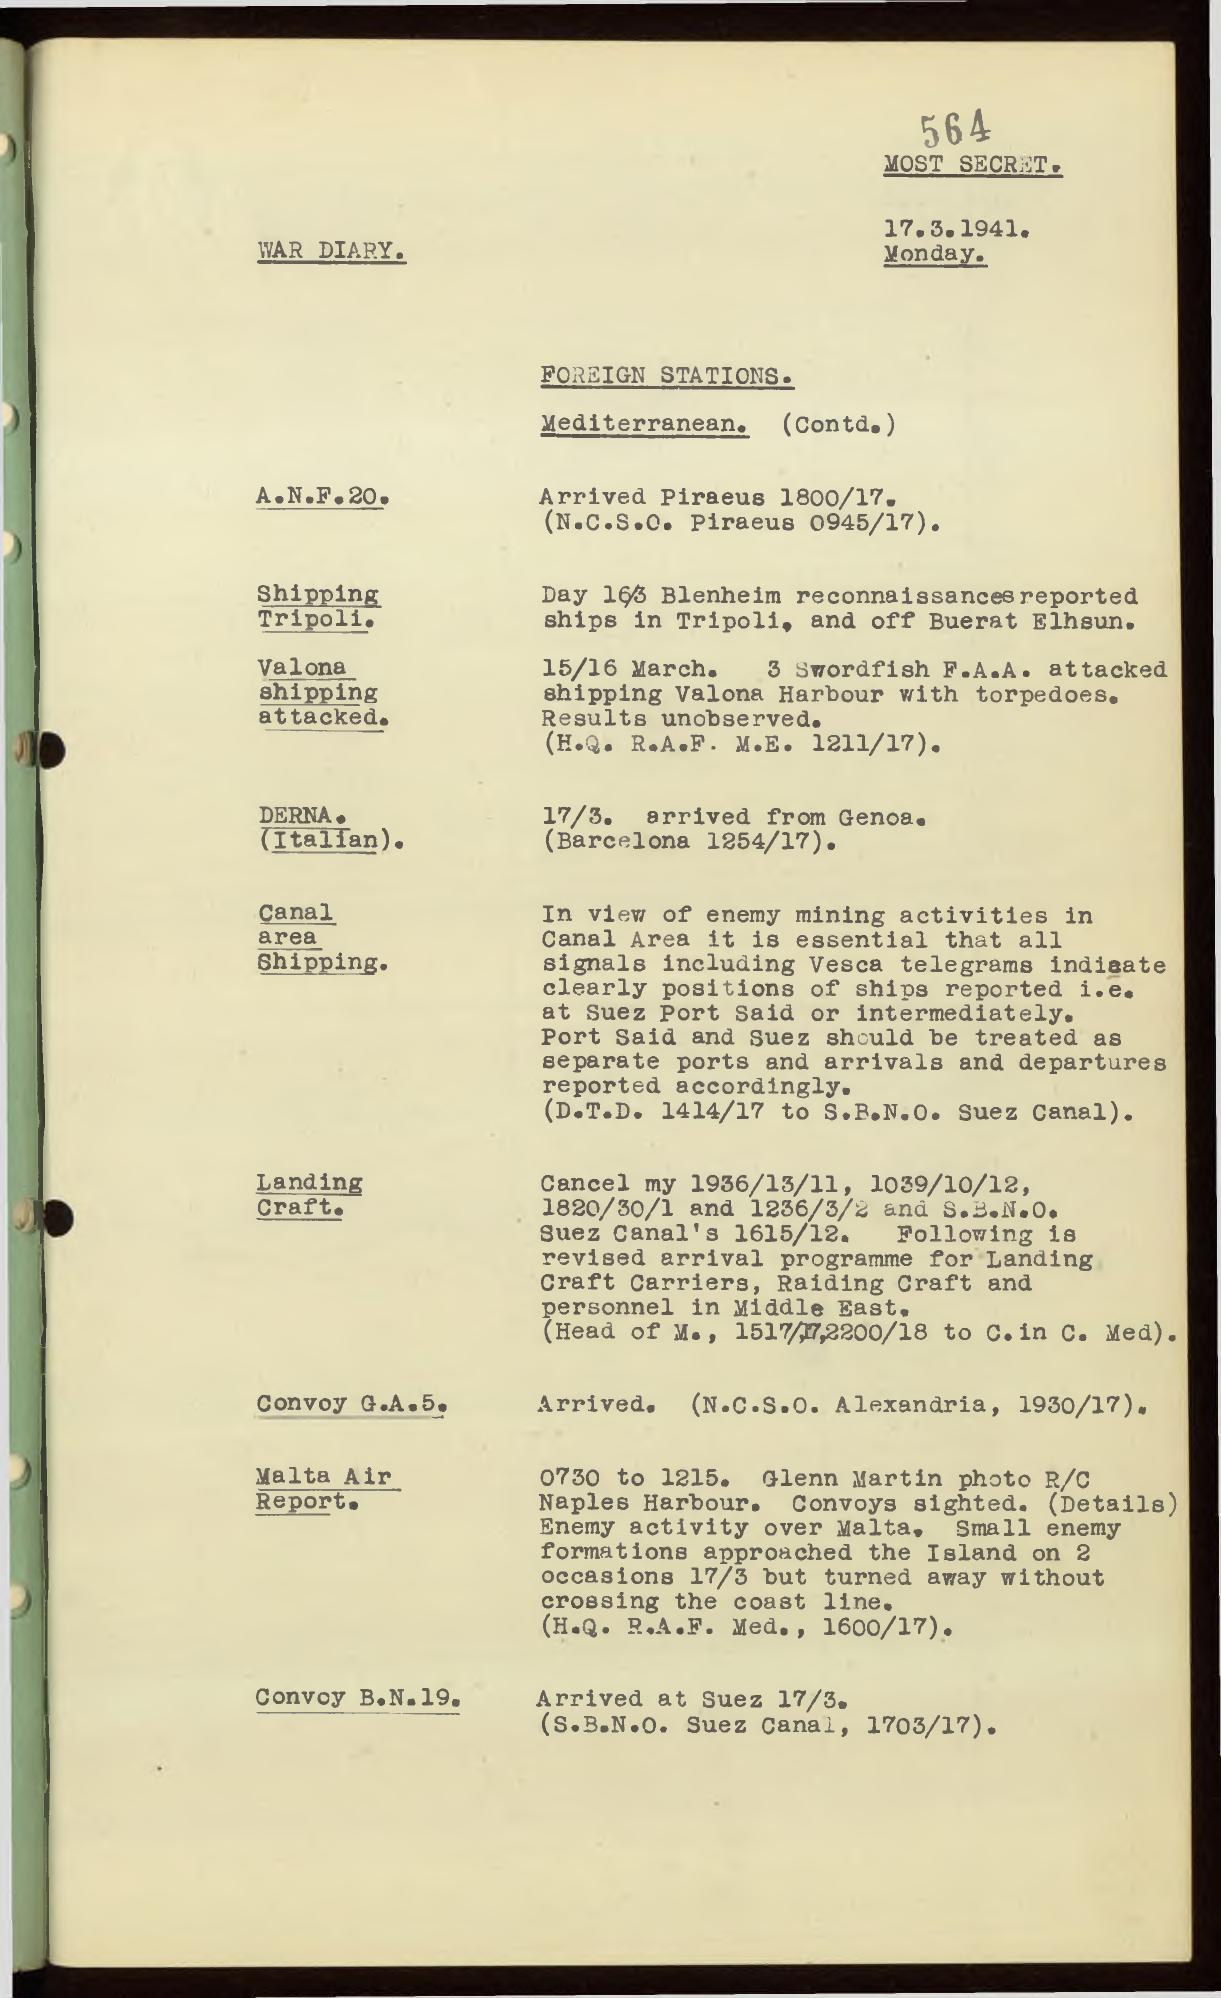 564
MOST SECRET.
17.3.1941.
WAR DIARY. Monday.
FOREIGN STATIONS.
Mediterranean. (Contd.)
A.N.F.20. Arrived Piraeus 1800/17.
(N.C.S.O. Piraeus 0945/17).
Shipping Day 16/3 Blenheim reconnaissances reported
Tripoli. ships in Tripoli, and off Buerat Elhsun.
Valona 15/16 March. 3 Swordfish F.A.A. attacked
shipping shipping Valona Harbour with torpedoes.
attacked. Results unobserved.
(H.Q. R.A.F. M.E. 1211/17).
DERNA. 17/3. arrived from Genoa.
(Italian). (Barcelona 1254/17).
Canal In view of enemy mining activities in
area Canal Area it is essential that all
Shipping. signals including Vesca telegrams indicate
clearly positions of ships reported i.e.
at Suez Port Said or intermediately.
Port Said and Suez should be treated as
separate ports and arrivals and departures
reported accordingly.
(D.T.D. 1414/17 to S.B.N.O. Suez Canal).
Landing Cancel my 1936/13/11, 1039/10/12,
Craft. 1820/30/1 and 1236/3/2 and S.B.N.O.
Suez Canal's 1615/12. Following is
revised arrival programme for Landing
Craft Carriers, Raiding Craft and
personnel in Middle East.
(Head of M., 1517/17, 2200/18 to C.in C. Med).
Convoy G.A.5. Arrived. (N.C.S.O. Alexandria, 1930/17).
Malta Air 0730 to 1215. Glenn Martin photo R/C
Report. Naples Harbour. Convoys sighted. (Details)
Enemy activity over Malta. Small enemy
formations approached the Island on 2
occasions 17/3 but turned away without
crossing the coast line.
(H.Q. R.A.F. Med., 1600/17).
Convoy B.N.19. Arrived at Suez 17/3.
(S.B.N.O. Suez Canal, 1703/17).